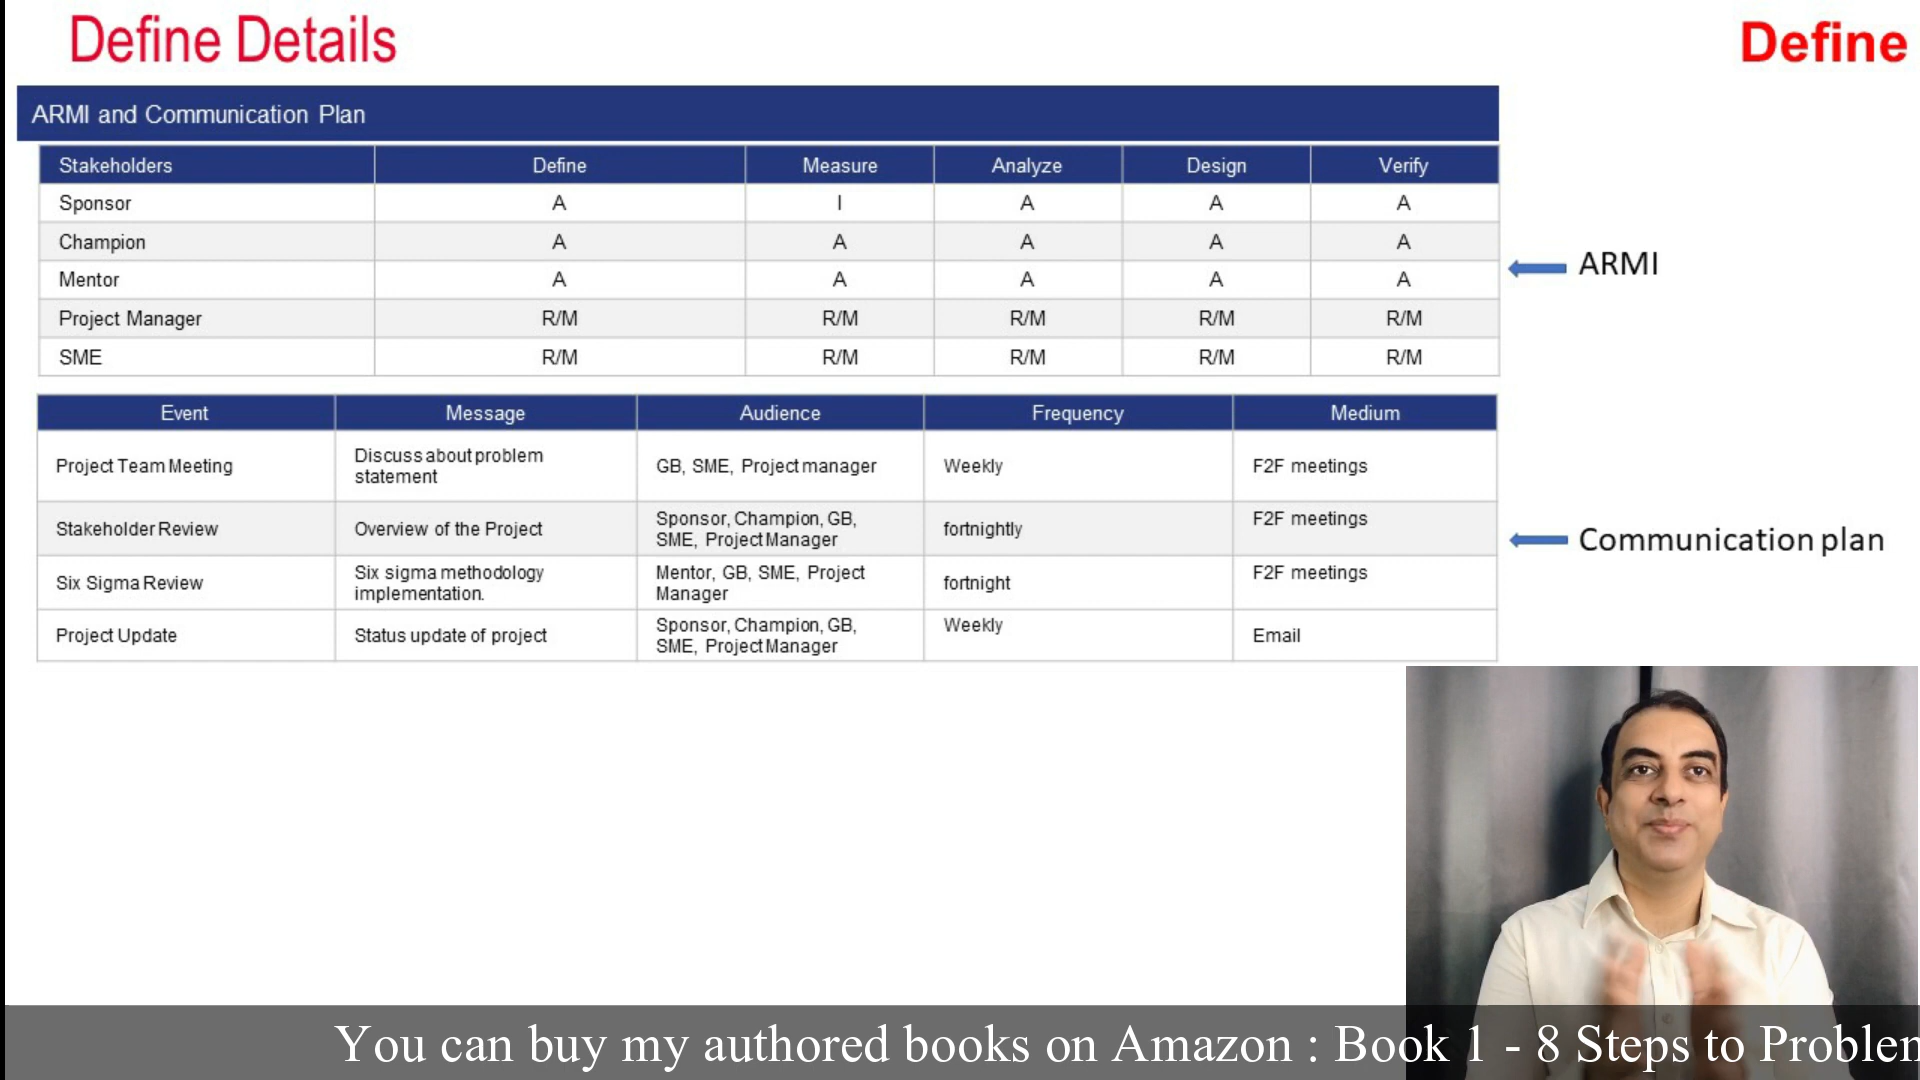 Define Details
Define
ARMI and Communication Plan
Stakeholders Define Measure Analyze Design Verify
Sponsor A I A A A
Champion A A A A A
Mentor A A A A A
Project Manager R/M R/M R/M R/M R/M
SME R/M R/M R/M R/M R/M
ARMI
Event Message Audience Frequency Medium
Project Team Meeting Discuss about problem statement GB, SME, Project manager Weekly F2F meetings
Stakeholder Review Overview of the Project Sponsor, Champion, GB, SME, Project Manager fortnightly F2F meetings
Six Sigma Review Six sigma methodology implementation. Mentor, GB, SME, Project Manager fortnight F2F meetings
Project Update Status update of project Sponsor, Champion, GB, SME, Project Manager Weekly Email
Communication plan
You can buy my authored books on Amazon : Book 1 - 8 Steps to